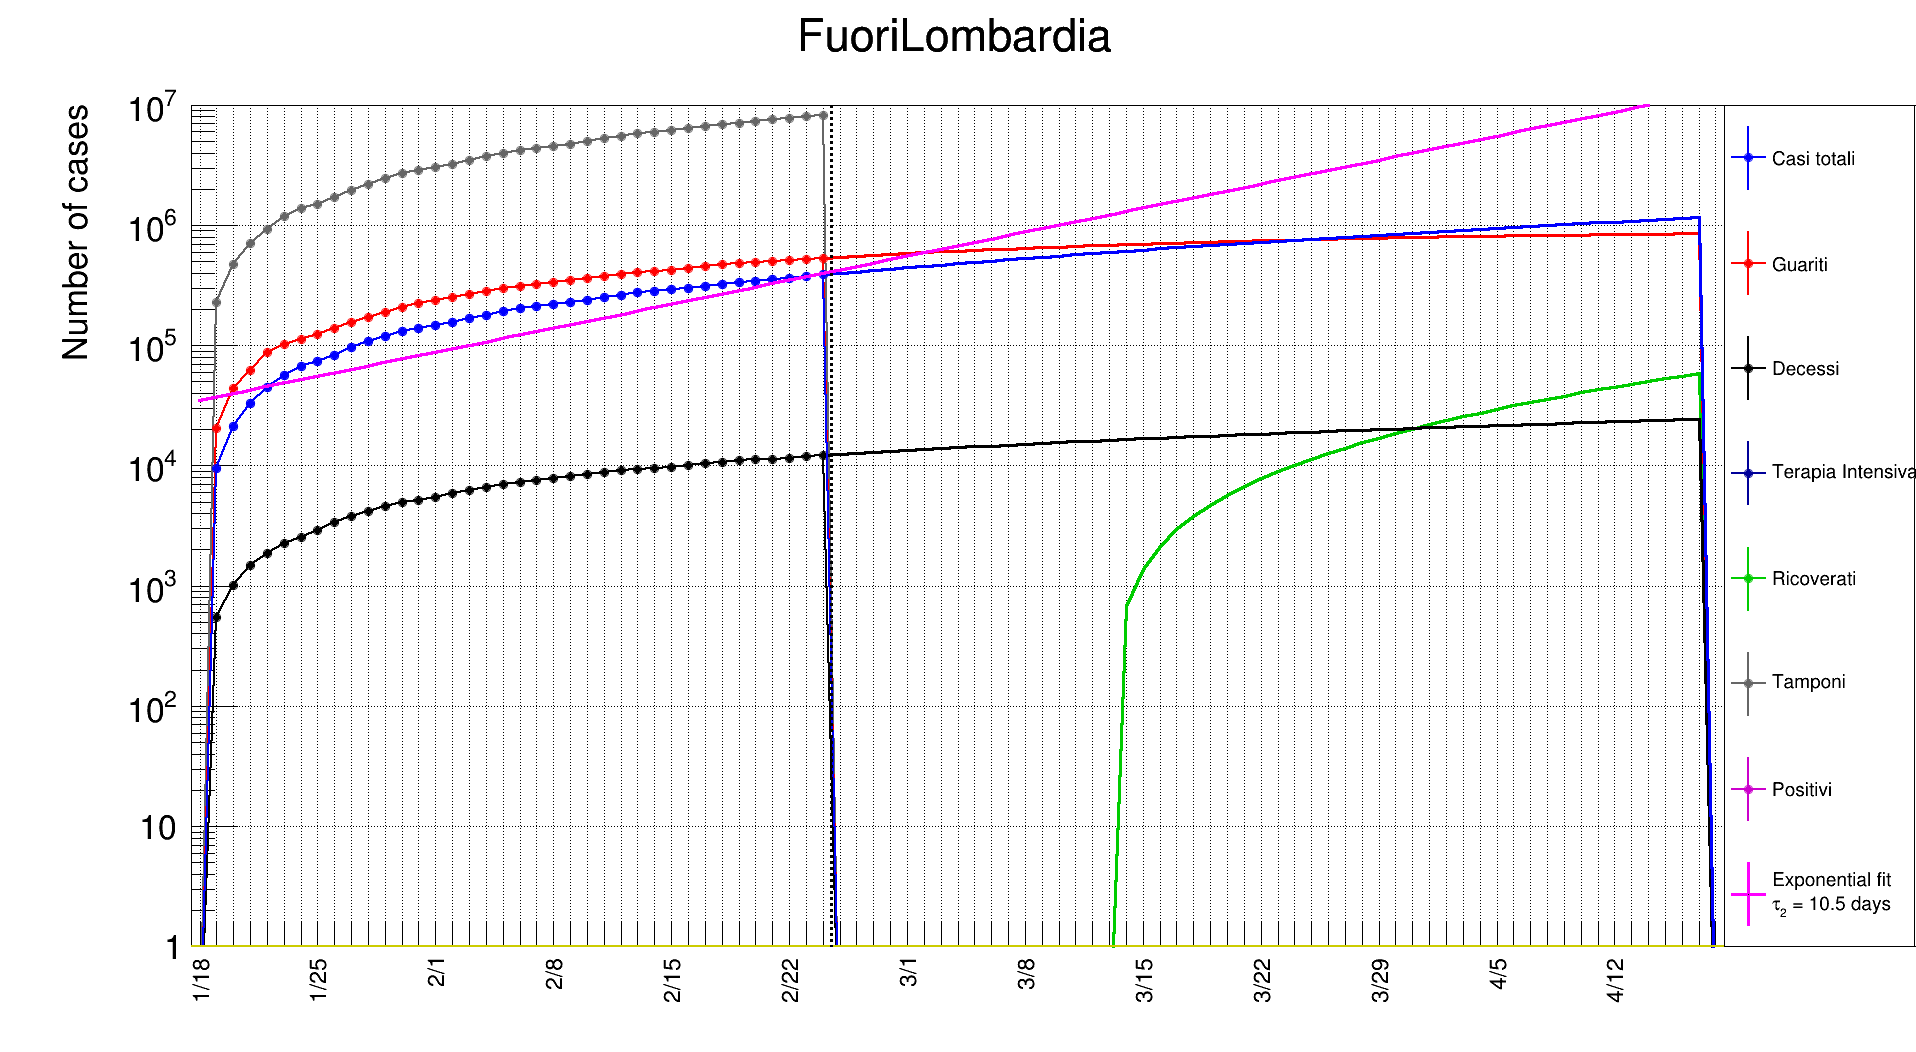 FuoriLombardia
Number of cases
10^7
10^6
10^5
10^4
10^3
10^2
10
1
1/18
1/25
2/1
2/8
2/15
2/22
3/1
3/8
3/15
3/22
3/29
4/5
4/12
Casi totali
Guariti
Decessi
Terapia Intensiva
Ricoverati
Tamponi
Positivi
Exponential fit
τ₂ = 10.5 days